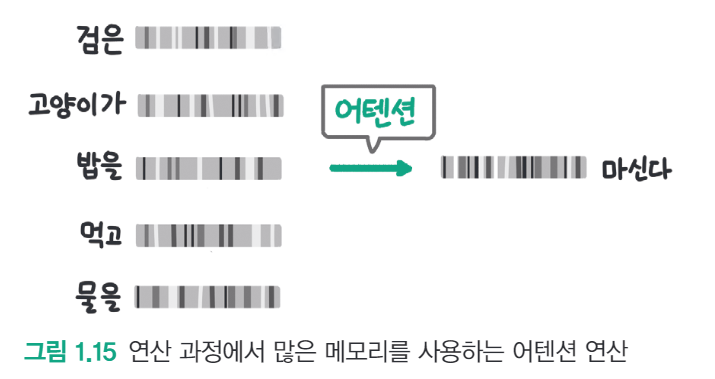 검은
고양이가
어텐션
밥을
마신다
먹고
물을
그림 1.15 연산 과정에서 많은 메모리를 사용하는 어텐션 연산